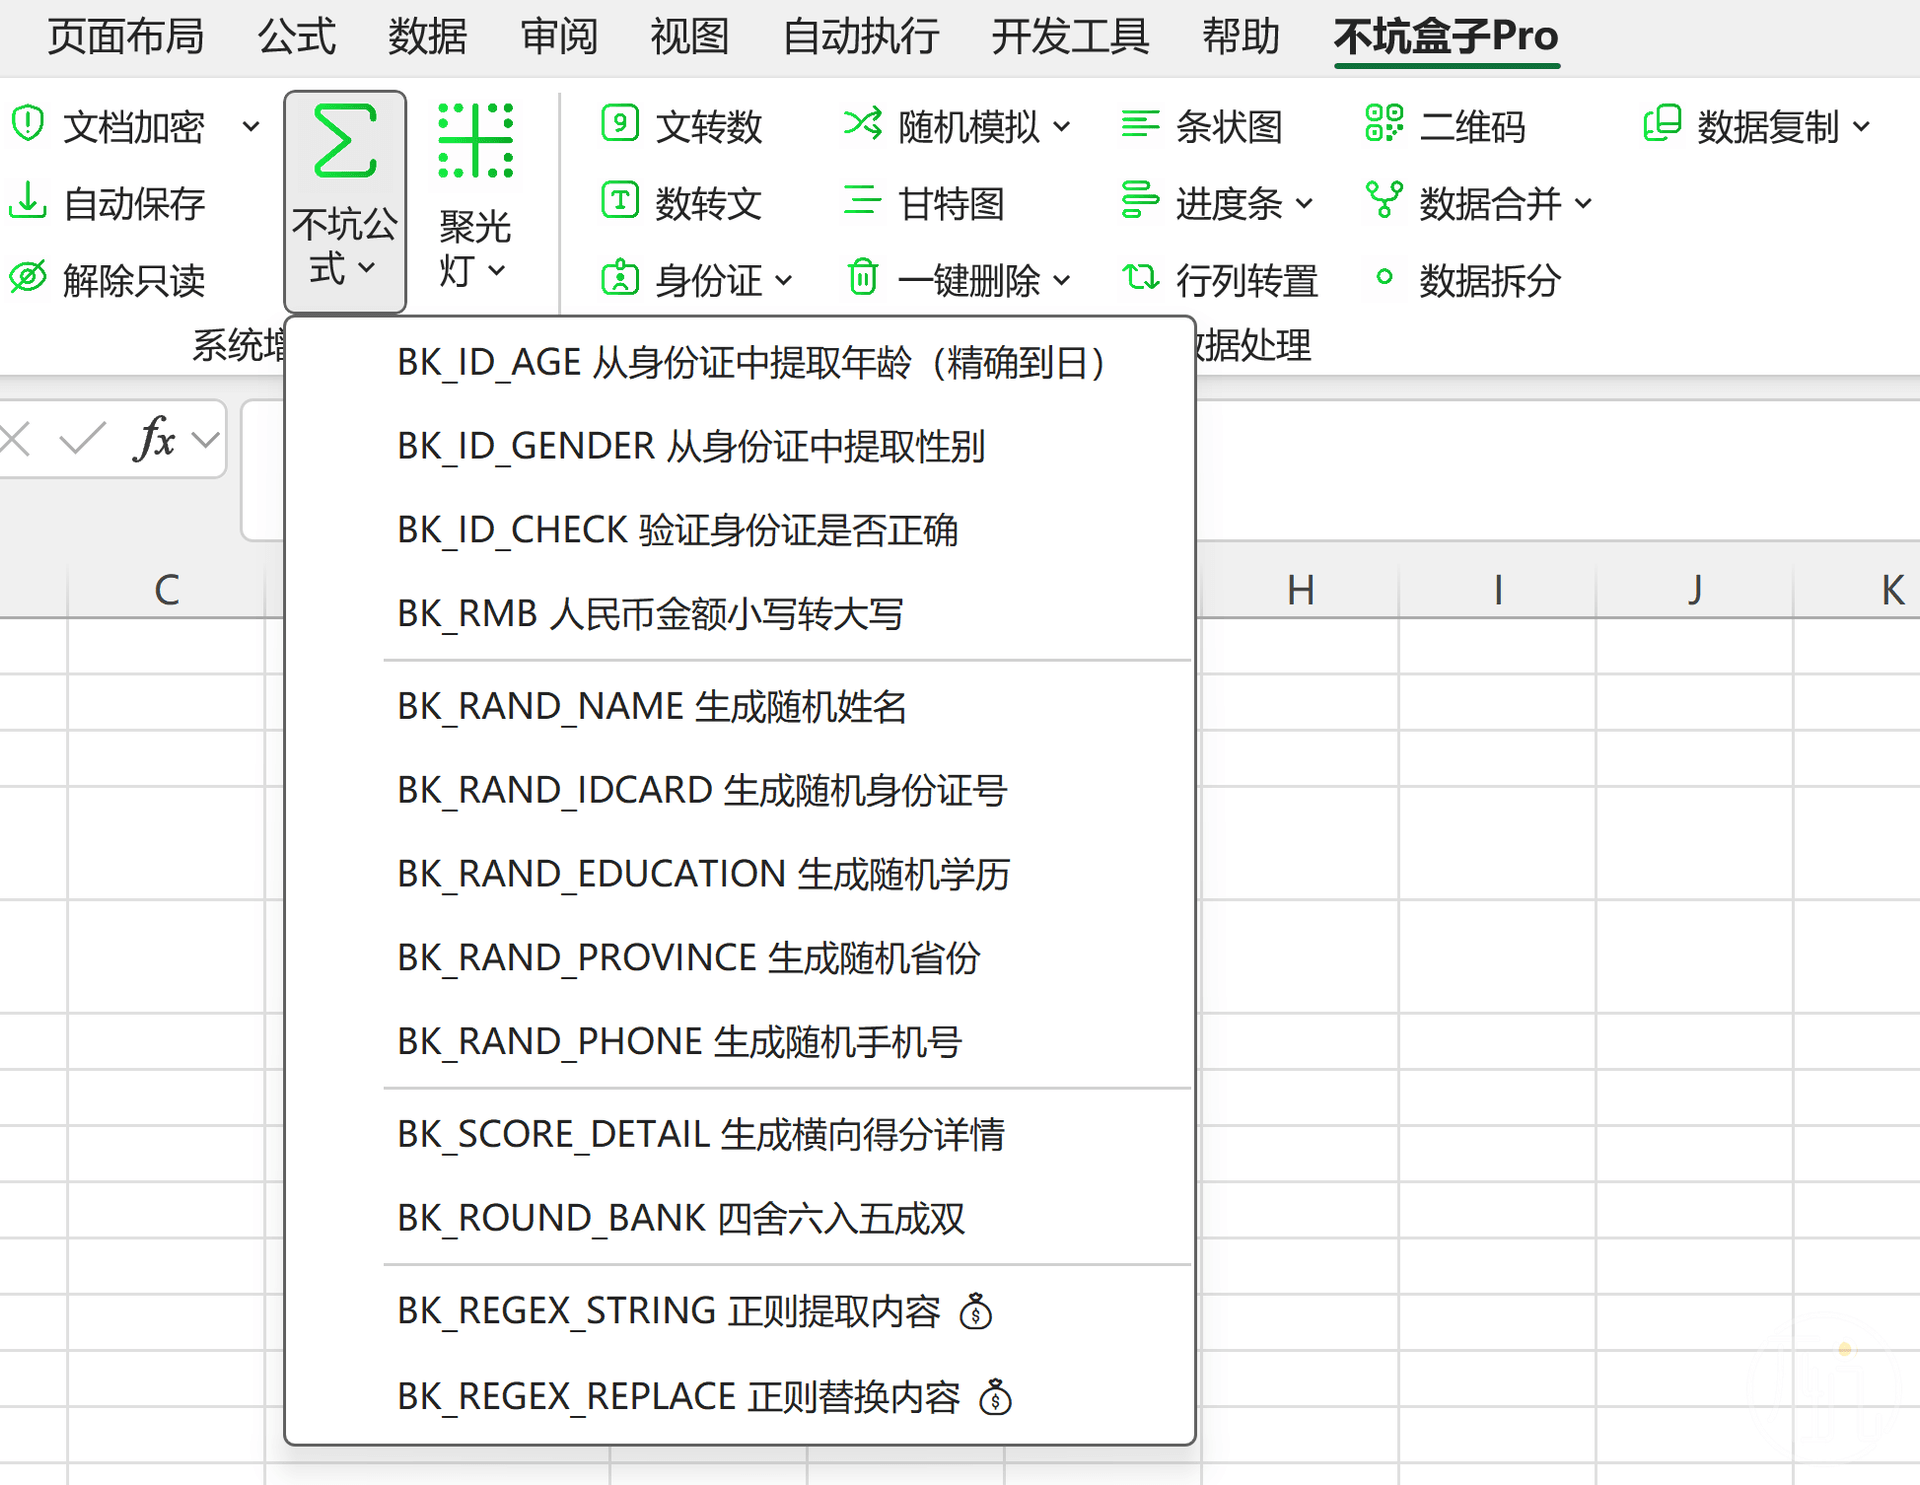 页面布局 公式 数据 审阅 视图 自动执行 开发工具 帮助 不坑盒子Pro
文档加密 文转数 随机模拟 条状图 二维码 数据复制
自动保存 数转文 甘特图 进度条 数据合并
解除只读 身份证 一键删除 行列转置 数据拆分
不坑公
式
聚光
灯
系统增 据处理
fx
C H I J K
BK_ID_AGE 从身份证中提取年龄（精确到日）
BK_ID_GENDER 从身份证中提取性别
BK_ID_CHECK 验证身份证是否正确
BK_RMB 人民币金额小写转大写
BK_RAND_NAME 生成随机姓名
BK_RAND_IDCARD 生成随机身份证号
BK_RAND_EDUCATION 生成随机学历
BK_RAND_PROVINCE 生成随机省份
BK_RAND_PHONE 生成随机手机号
BK_SCORE_DETAIL 生成横向得分详情
BK_ROUND_BANK 四舍六入五成双
BK_REGEX_STRING 正则提取内容
BK_REGEX_REPLACE 正则替换内容